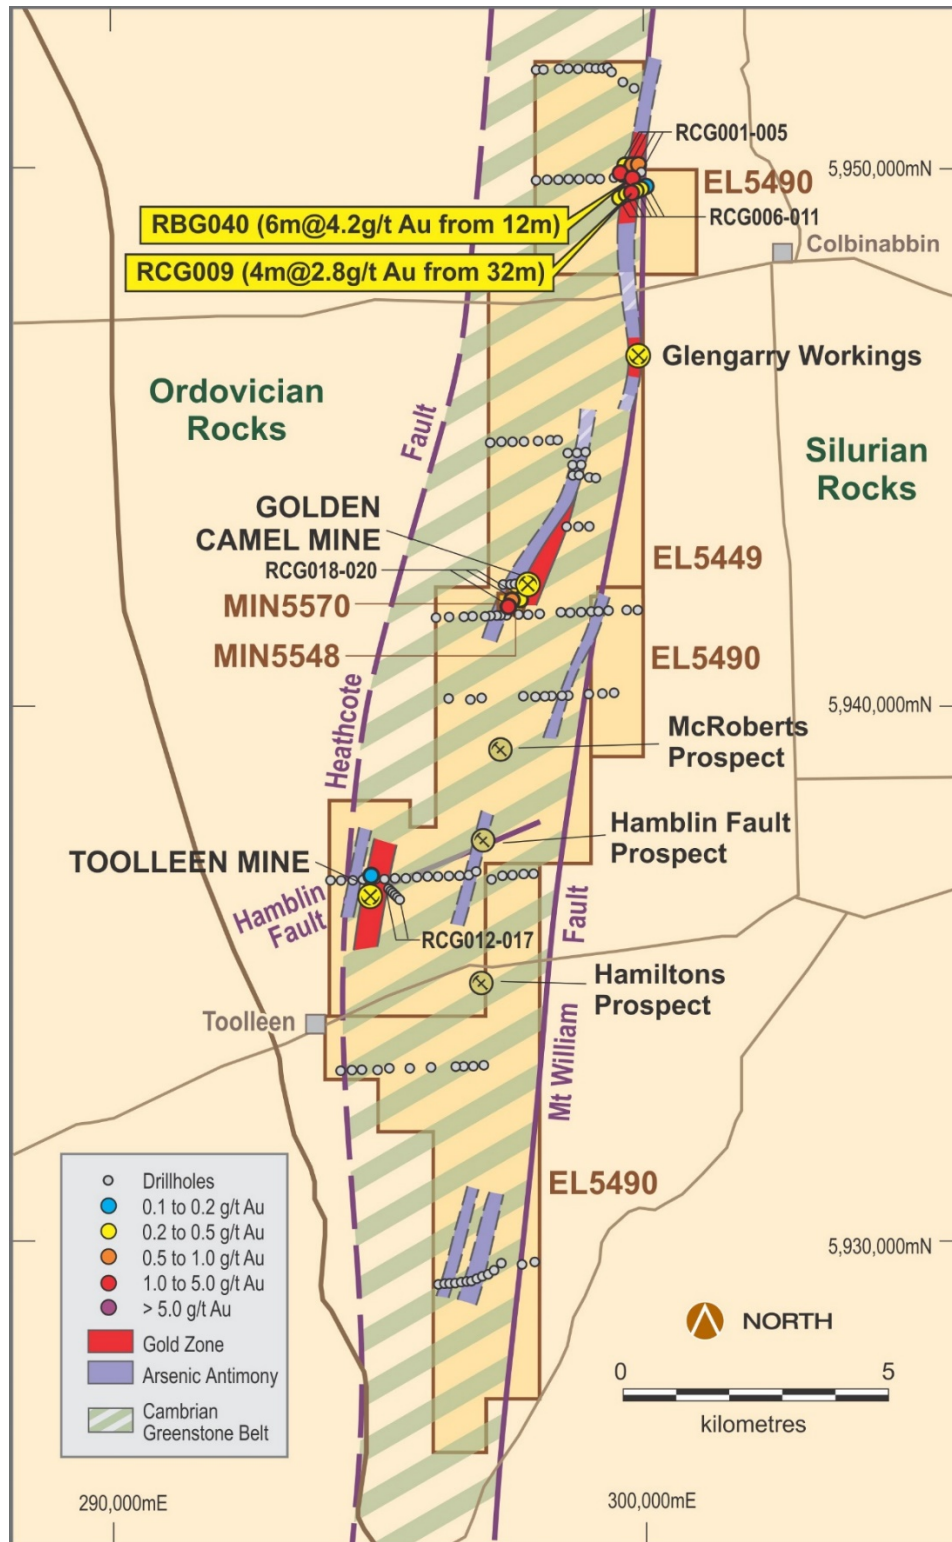 RCG001-005
5,950,000mN
EL5490
RBG040 (6m@4.2g/t Au from 12m)
RCG006-011
Colbinabbin
RCG009 (4m@2.8g/t Au from 32m)
Glengarry Workings
Ordovician
Rocks
Fault
Silurian
Rocks
GOLDEN
CAMEL MINE
RCG018-020
EL5449
MIN5570
MIN5548
EL5490
5,940,000mN
Heathcote
McRoberts
Prospect
Hamblin Fault
Prospect
TOOLLEEN MINE
Hamblin
Fault
RCG012-017
Fault
Hamiltons
Prospect
Toolleen
Mt William
EL5490
Drillholes
0.1 to 0.2 g/t Au
0.2 to 0.5 g/t Au
0.5 to 1.0 g/t Au
1.0 to 5.0 g/t Au
> 5.0 g/t Au
Gold Zone
Arsenic Antimony
Cambrian
Greenstone Belt
5,930,000mN
NORTH
0 5
kilometres
290,000mE
300,000mE